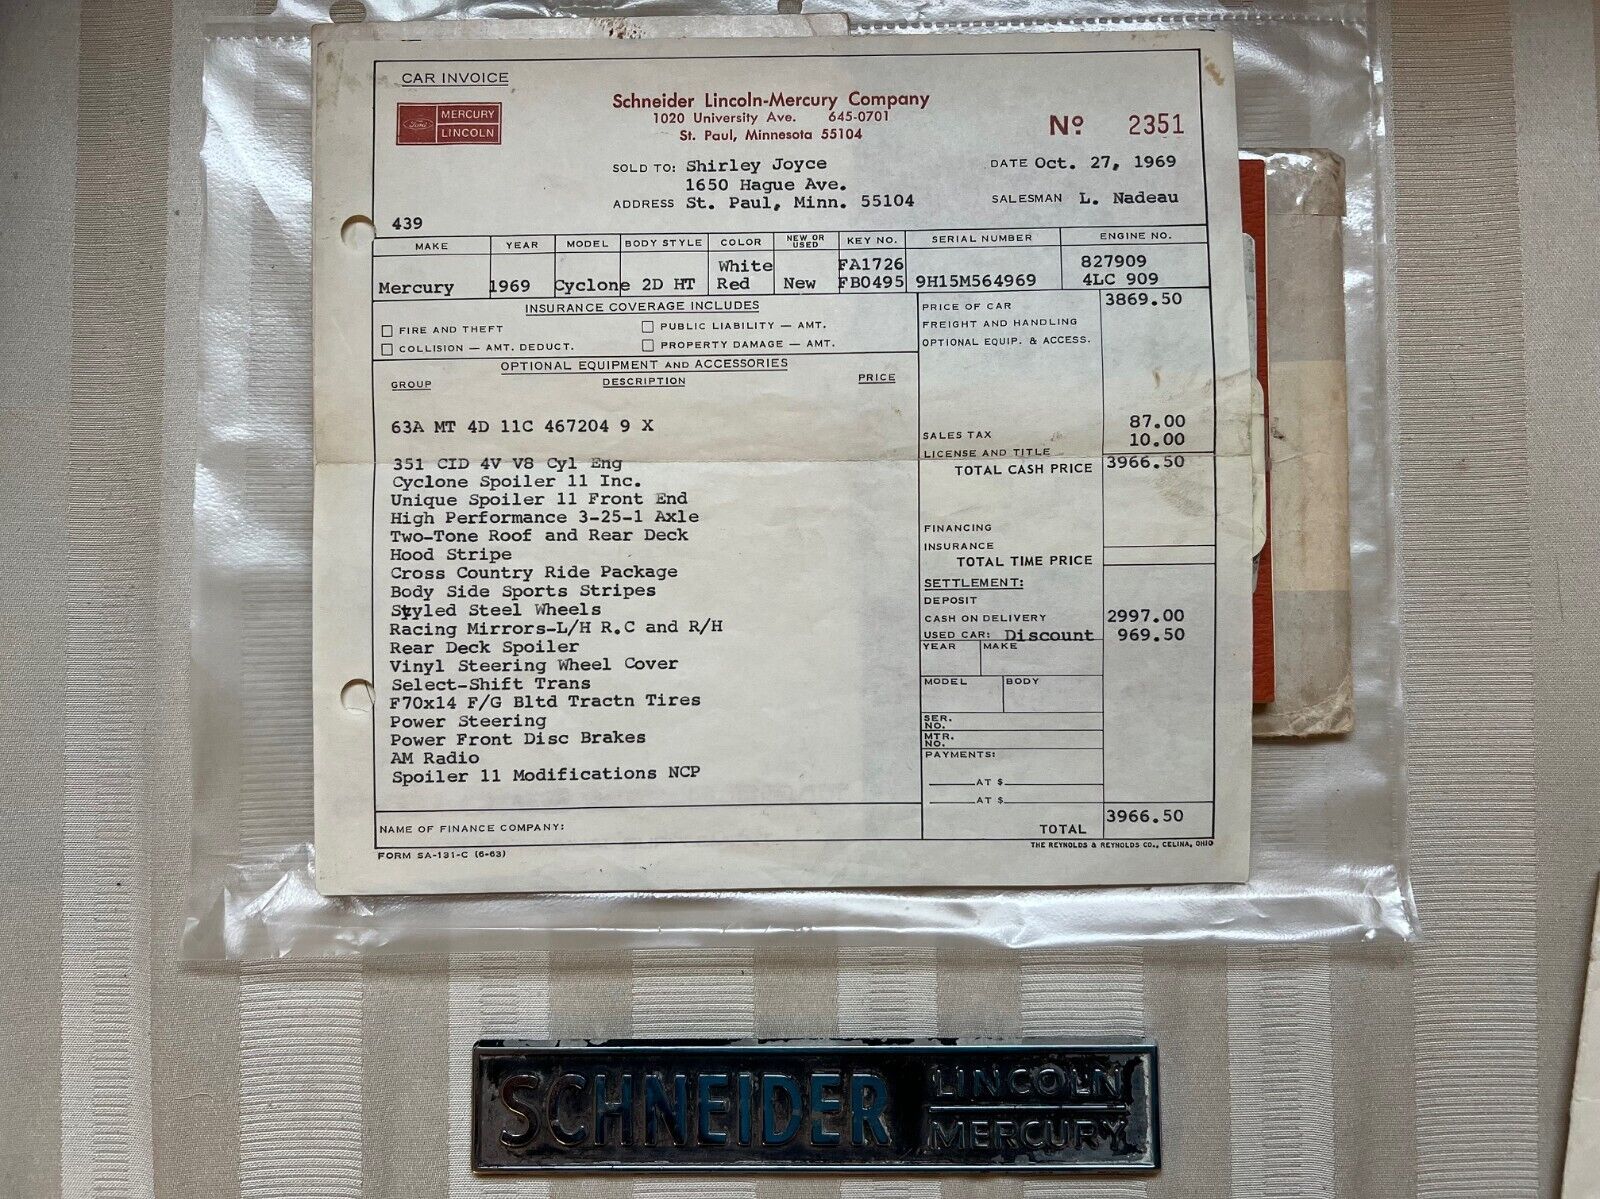 CAR INVOICE
Ford
MERCURY
LINCOLN
Schneider Lincoln-Mercury Company
1020 University Ave. 645-0701
St. Paul, Minnesota 55104
Nº 2351
SOLD TO: Shirley Joyce
1650 Hague Ave.
ADDRESS St. Paul, Minn. 55104
DATE Oct. 27, 1969
SALESMAN L. Nadeau
439
MAKE YEAR MODEL BODY STYLE COLOR NEW OR USED KEY NO. SERIAL NUMBER ENGINE NO.
White FA1726 827909
Mercury 1969 Cyclone 2D HT Red New FB0495 9H15M564969 4LC 909
INSURANCE COVERAGE INCLUDES
FIRE AND THEFT PUBLIC LIABILITY — AMT.
COLLISION — AMT. DEDUCT. PROPERTY DAMAGE — AMT.
OPTIONAL EQUIPMENT AND ACCESSORIES
GROUP DESCRIPTION PRICE
63A MT 4D 11C 467204 9 X
351 CID 4V V8 Cyl Eng
Cyclone Spoiler 11 Inc.
Unique Spoiler 11 Front End
High Performance 3-25-1 Axle
Two-Tone Roof and Rear Deck
Hood Stripe
Cross Country Ride Package
Body Side Sports Stripes
Styled Steel Wheels
Racing Mirrors-L/H R.C and R/H
Rear Deck Spoiler
Vinyl Steering Wheel Cover
Select-Shift Trans
F70x14 F/G Bltd Tractn Tires
Power Steering
Power Front Disc Brakes
AM Radio
Spoiler 11 Modifications NCP
NAME OF FINANCE COMPANY:
PRICE OF CAR 3869.50
FREIGHT AND HANDLING
OPTIONAL EQUIP. & ACCESS.
SALES TAX 87.00
LICENSE AND TITLE 10.00
TOTAL CASH PRICE 3966.50
FINANCING
INSURANCE
TOTAL TIME PRICE
SETTLEMENT:
DEPOSIT
CASH ON DELIVERY 2997.00
USED CAR: Discount 969.50
YEAR MAKE
MODEL BODY
SER. NO.
MTR. NO.
PAYMENTS:
AT $
AT $
TOTAL 3966.50
FORM SA-131-C (6-63)
THE REYNOLDS & REYNOLDS CO., CELINA, OHIO
SCHNEIDER LINCOLN
MERCURY